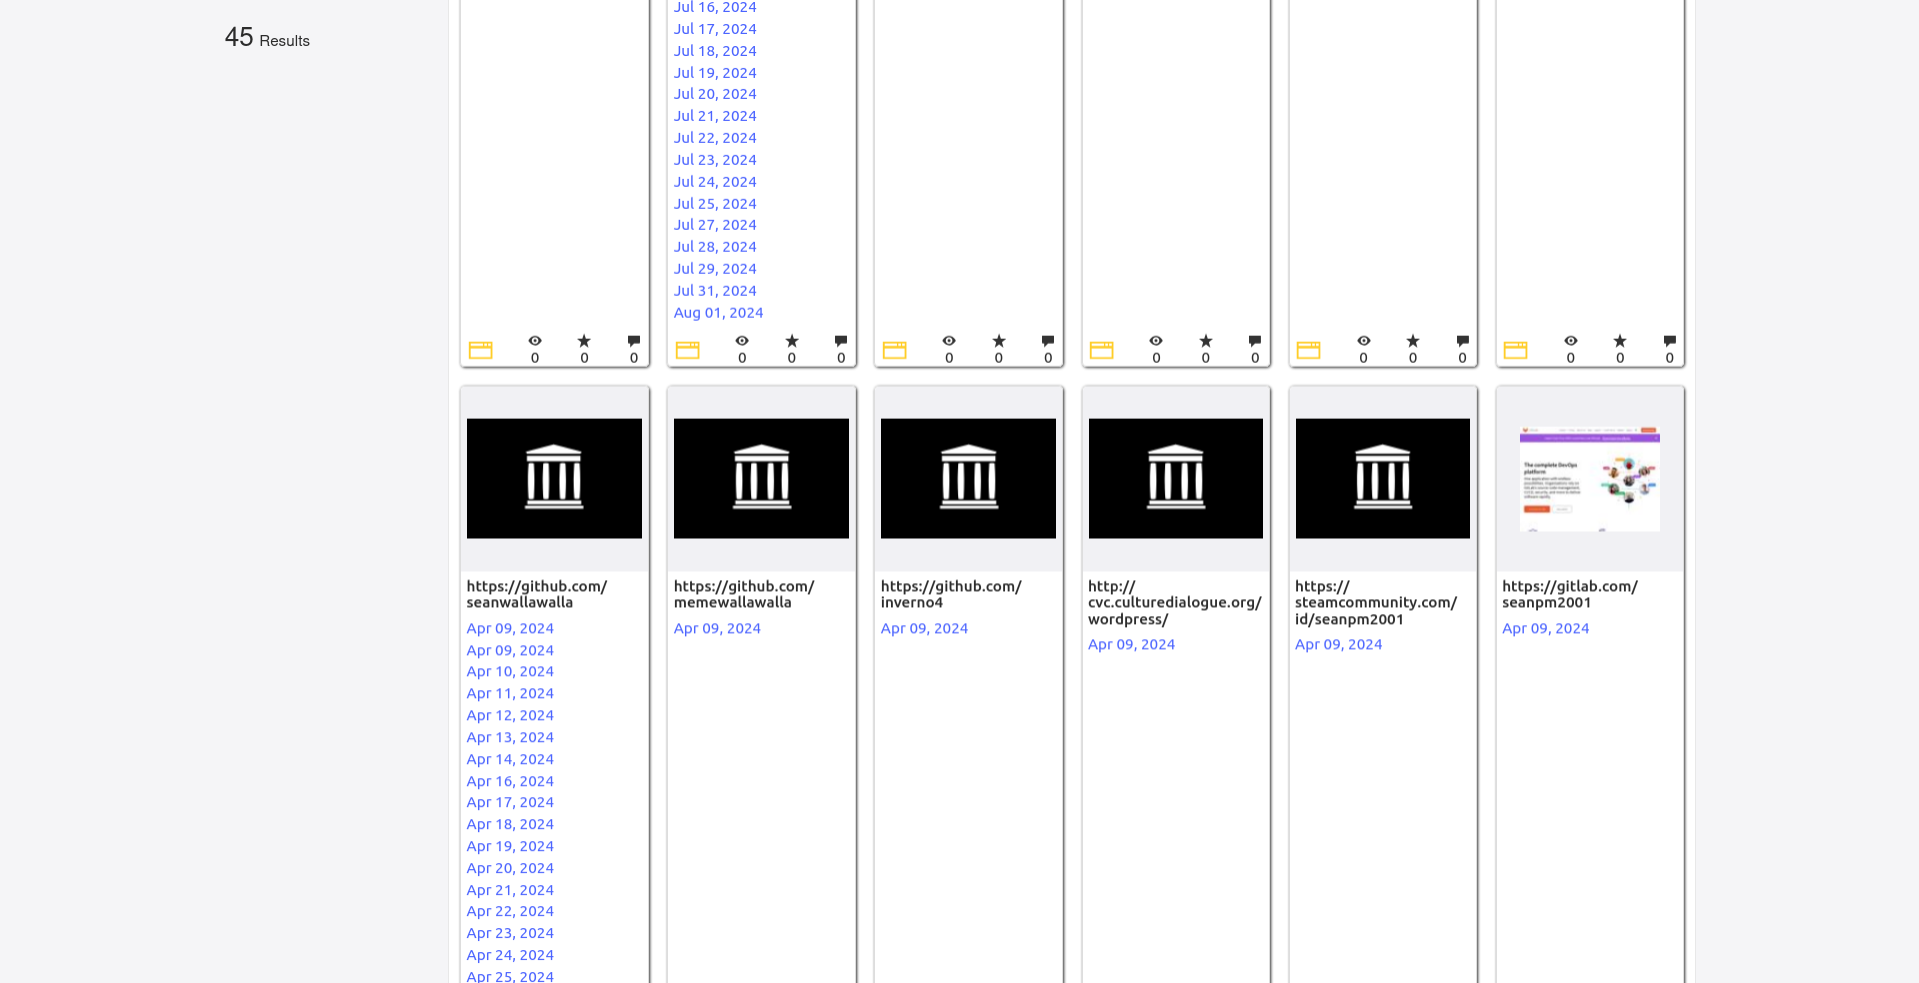 45 Results
Jul 16, 2024
Jul 17, 2024
Jul 18, 2024
Jul 19, 2024
Jul 20, 2024
Jul 21, 2024
Jul 22, 2024
Jul 23, 2024
Jul 24, 2024
Jul 25, 2024
Jul 27, 2024
Jul 28, 2024
Jul 29, 2024
Jul 31, 2024
Aug 01, 2024
0 0 0
0 0 0
0 0 0
0 0 0
0 0 0
0 0 0
https://github.com/
seanwallawalla
Apr 09, 2024
Apr 09, 2024
Apr 10, 2024
Apr 11, 2024
Apr 12, 2024
Apr 13, 2024
Apr 14, 2024
Apr 16, 2024
Apr 17, 2024
Apr 18, 2024
Apr 19, 2024
Apr 20, 2024
Apr 21, 2024
Apr 22, 2024
Apr 23, 2024
Apr 24, 2024
Apr 25, 2024
https://github.com/
memewallawalla
Apr 09, 2024
https://github.com/
inverno4
Apr 09, 2024
http://
cvc.culturedialogue.org/
wordpress/
Apr 09, 2024
https://
steamcommunity.com/
id/seanpm2001
Apr 09, 2024
The complete DevOps
platform
https://gitlab.com/
seanpm2001
Apr 09, 2024